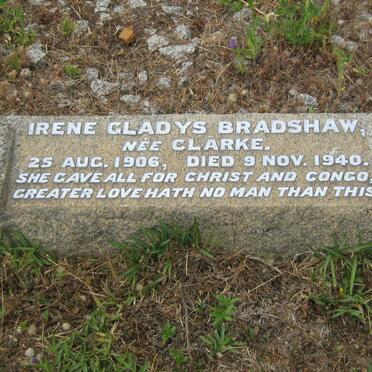 IRENE GLADYS BRADSHAW,
NÉE CLARKE.
25 AUG. 1906, DIED 9 NOV. 1940.
SHE GAVE ALL FOR CHRIST AND CONGO,
GREATER LOVE HATH NO MAN THAN THIS